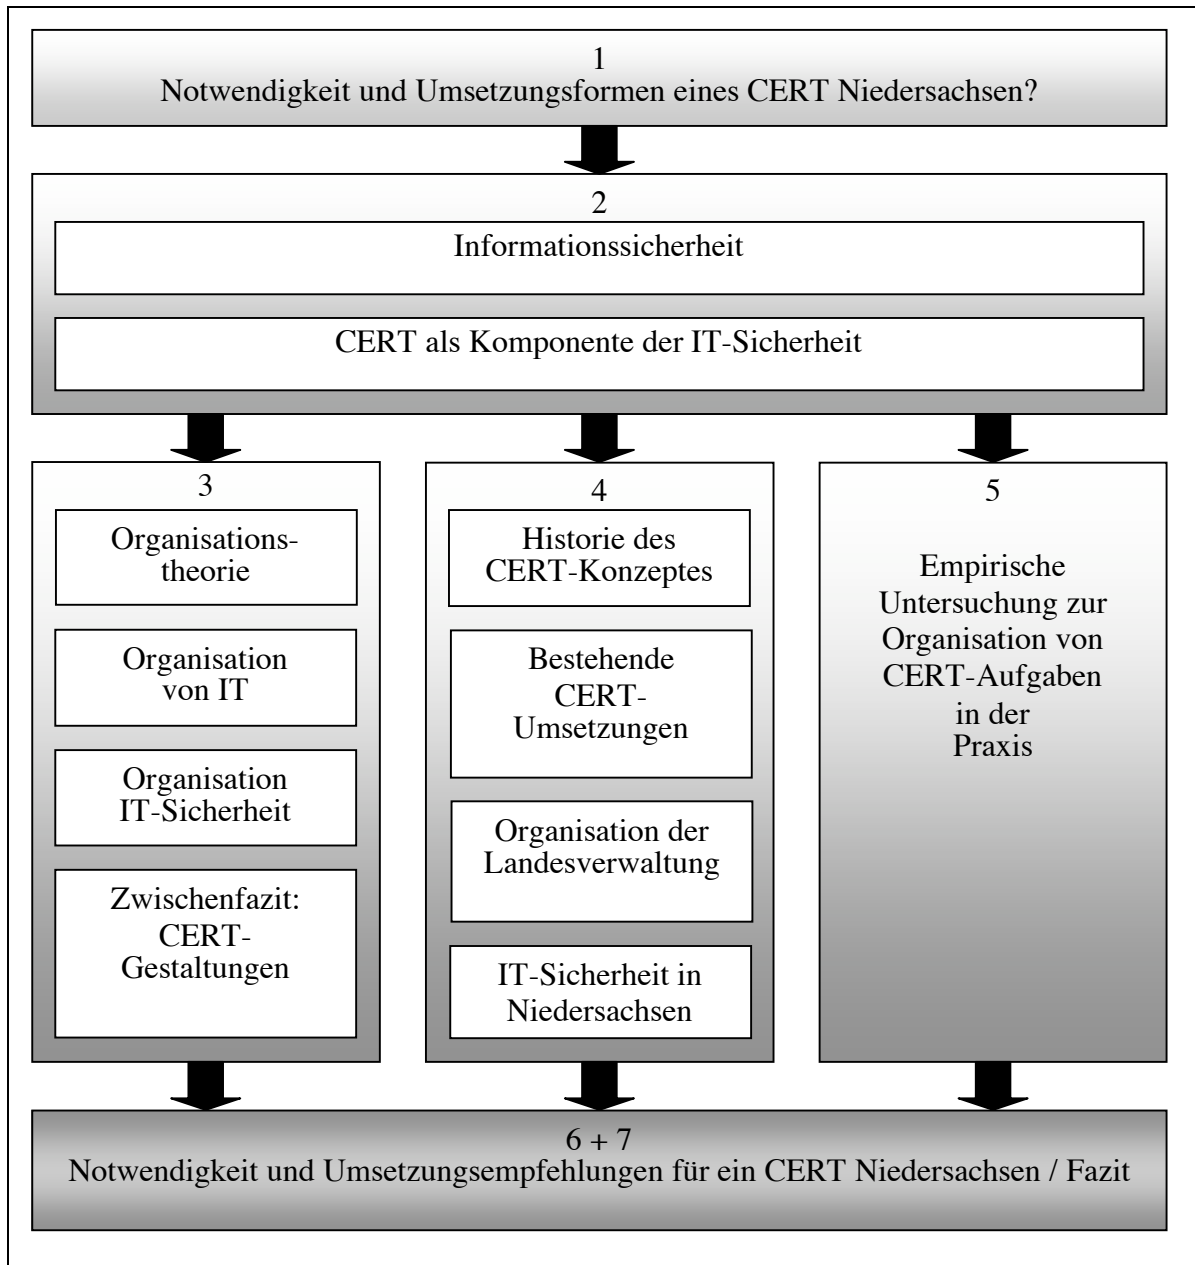 1
Notwendigkeit und Umsetzungsformen eines CERT Niedersachsen?
2
Informationssicherheit
CERT als Komponente der IT-Sicherheit
3
Organisations-
theorie
Organisation
von IT
Organisation
IT-Sicherheit
Zwischenfazit:
CERT-
Gestaltungen
4
Historie des
CERT-Konzeptes
Bestehende
CERT-
Umsetzungen
Organisation der
Landesverwaltung
IT-Sicherheit in
Niedersachsen
5
Empirische
Untersuchung zur
Organisation von
CERT-Aufgaben
in der
Praxis
6 + 7
Notwendigkeit und Umsetzungsempfehlungen für ein CERT Niedersachsen / Fazit